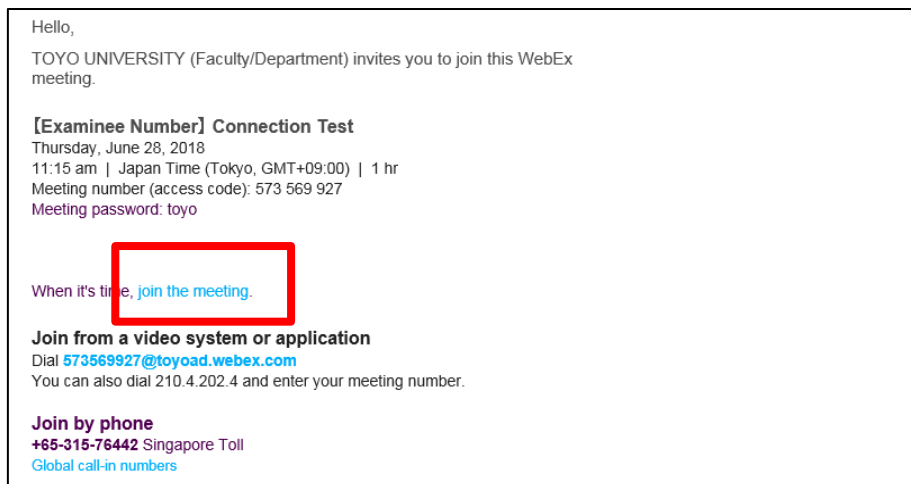 Hello,
TOYO UNIVERSITY (Faculty/Department) invites you to join this WebEx
meeting.
【Examinee Number】 Connection Test
Thursday, June 28, 2018
11:15 am | Japan Time (Tokyo, GMT+09:00) | 1 hr
Meeting number (access code): 573 569 927
Meeting password: toyo
When it's time, join the meeting.
Join from a video system or application
Dial 573569927@toyoad.webex.com
You can also dial 210.4.202.4 and enter your meeting number.
Join by phone
+65-315-76442 Singapore Toll
Global call-in numbers